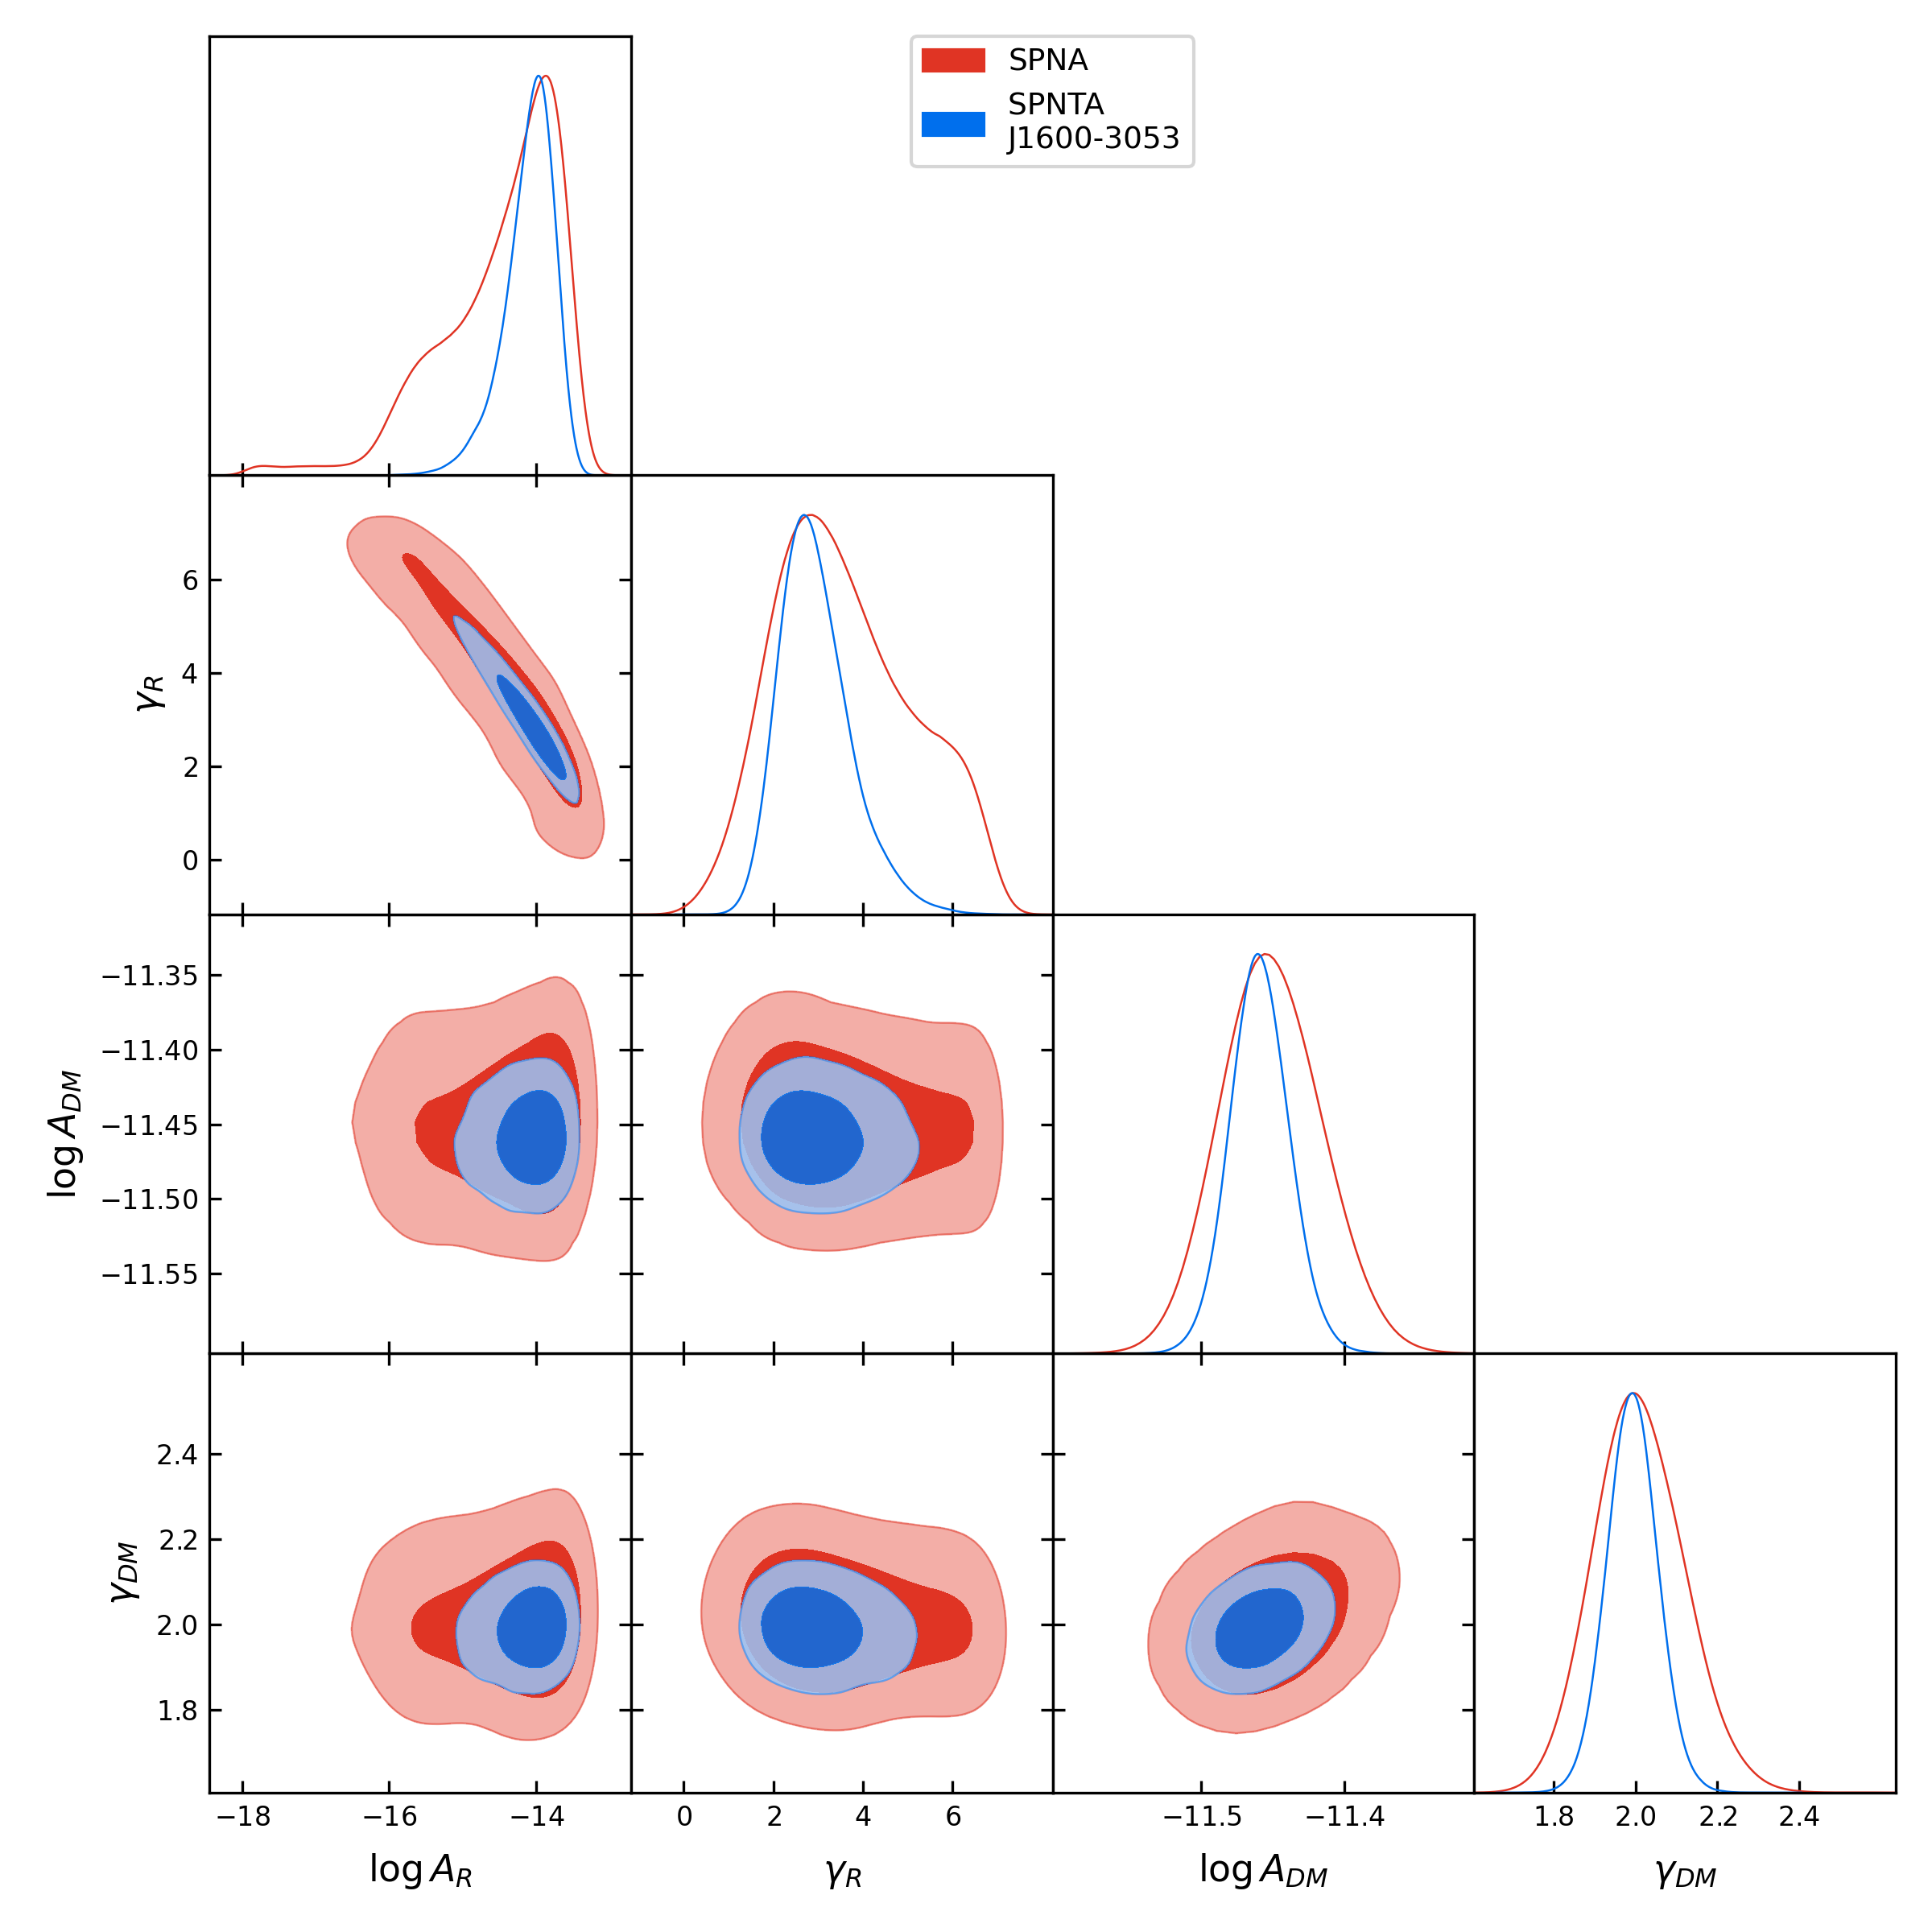 SPNA
SPNTA
J1600-3053
γR
6
4
2
0
log ADM
−11.35
−11.40
−11.45
−11.50
−11.55
γDM
2.4
2.2
2.0
1.8
−18 −16 −14 0 2 4 6 −11.5 −11.4 1.8 2.0 2.2 2.4
log AR γR log ADM γDM